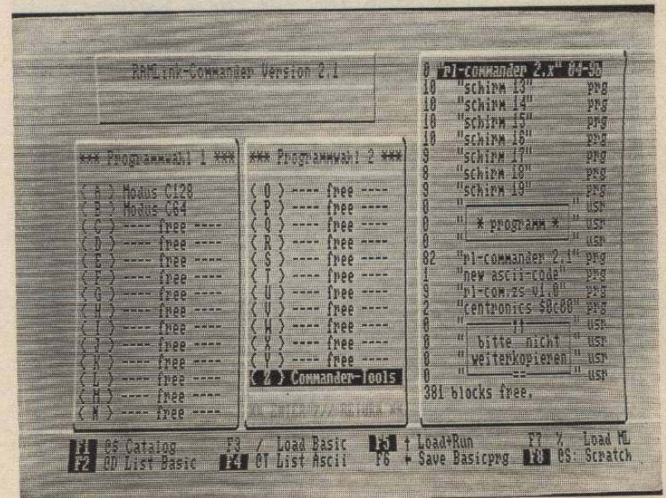 RAMLink-Commander Version 2.1
*** Programmwahl 1 ***
( A ) Modus C128
( B ) Modus C64
( C ) ---- free ----
( D ) ---- free ----
( E ) ---- free ----
( F ) ---- free ----
( G ) ---- free ----
( H ) ---- free ----
( I ) ---- free ----
( J ) ---- free ----
( K ) ---- free ----
( L ) ---- free ----
( M ) ---- free ----
( N ) ---- free ----
*** Programmwahl 2 ***
( O ) ---- free ----
( P ) ---- free ----
( Q ) ---- free ----
( R ) ---- free ----
( S ) ---- free ----
( T ) ---- free ----
( U ) ---- free ----
( V ) ---- free ----
( W ) ---- free ----
( X ) ---- free ----
( Y ) ---- free ----
( Z ) Commander-Tools
ENTER // RETURN
0 "rl-commander 2.x"
10 "schirm 13" prg
10 "schirm 14" prg
10 "schirm 15" prg
10 "schirm 16" prg
9 "schirm 17" prg
8 "schirm 18" prg
9 "schirm 19" prg
0 " " usr
0 " * programm * " usr
0 " " usr
82 "rl-commander 2.1" prg
1 "new ascii-code" prg
9 "rl-com.zs-v1.0" prg
2 "centronics $8c00" prg
0 " !! " usr
0 " bitte nicht " usr
0 " weiterkopieren " usr
0 " == " usr
381 blocks free.
F1 @$ Catalog F3 / Load Basic F5 ↑ Load+Run F7 % Load ML
F2 @D List Basic F4 @T List Ascii F6 ← Save Basicprg F8 @S: Scratch